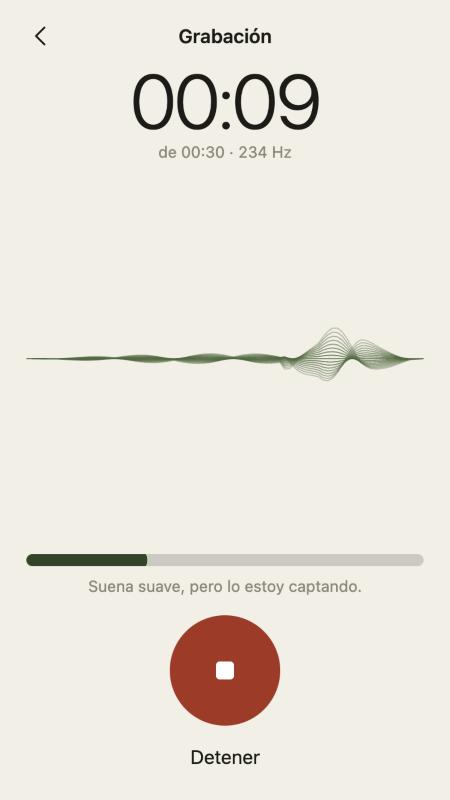 Grabación
00:09
de 00:30 · 234 Hz
Suena suave, pero lo estoy captando.
Detener